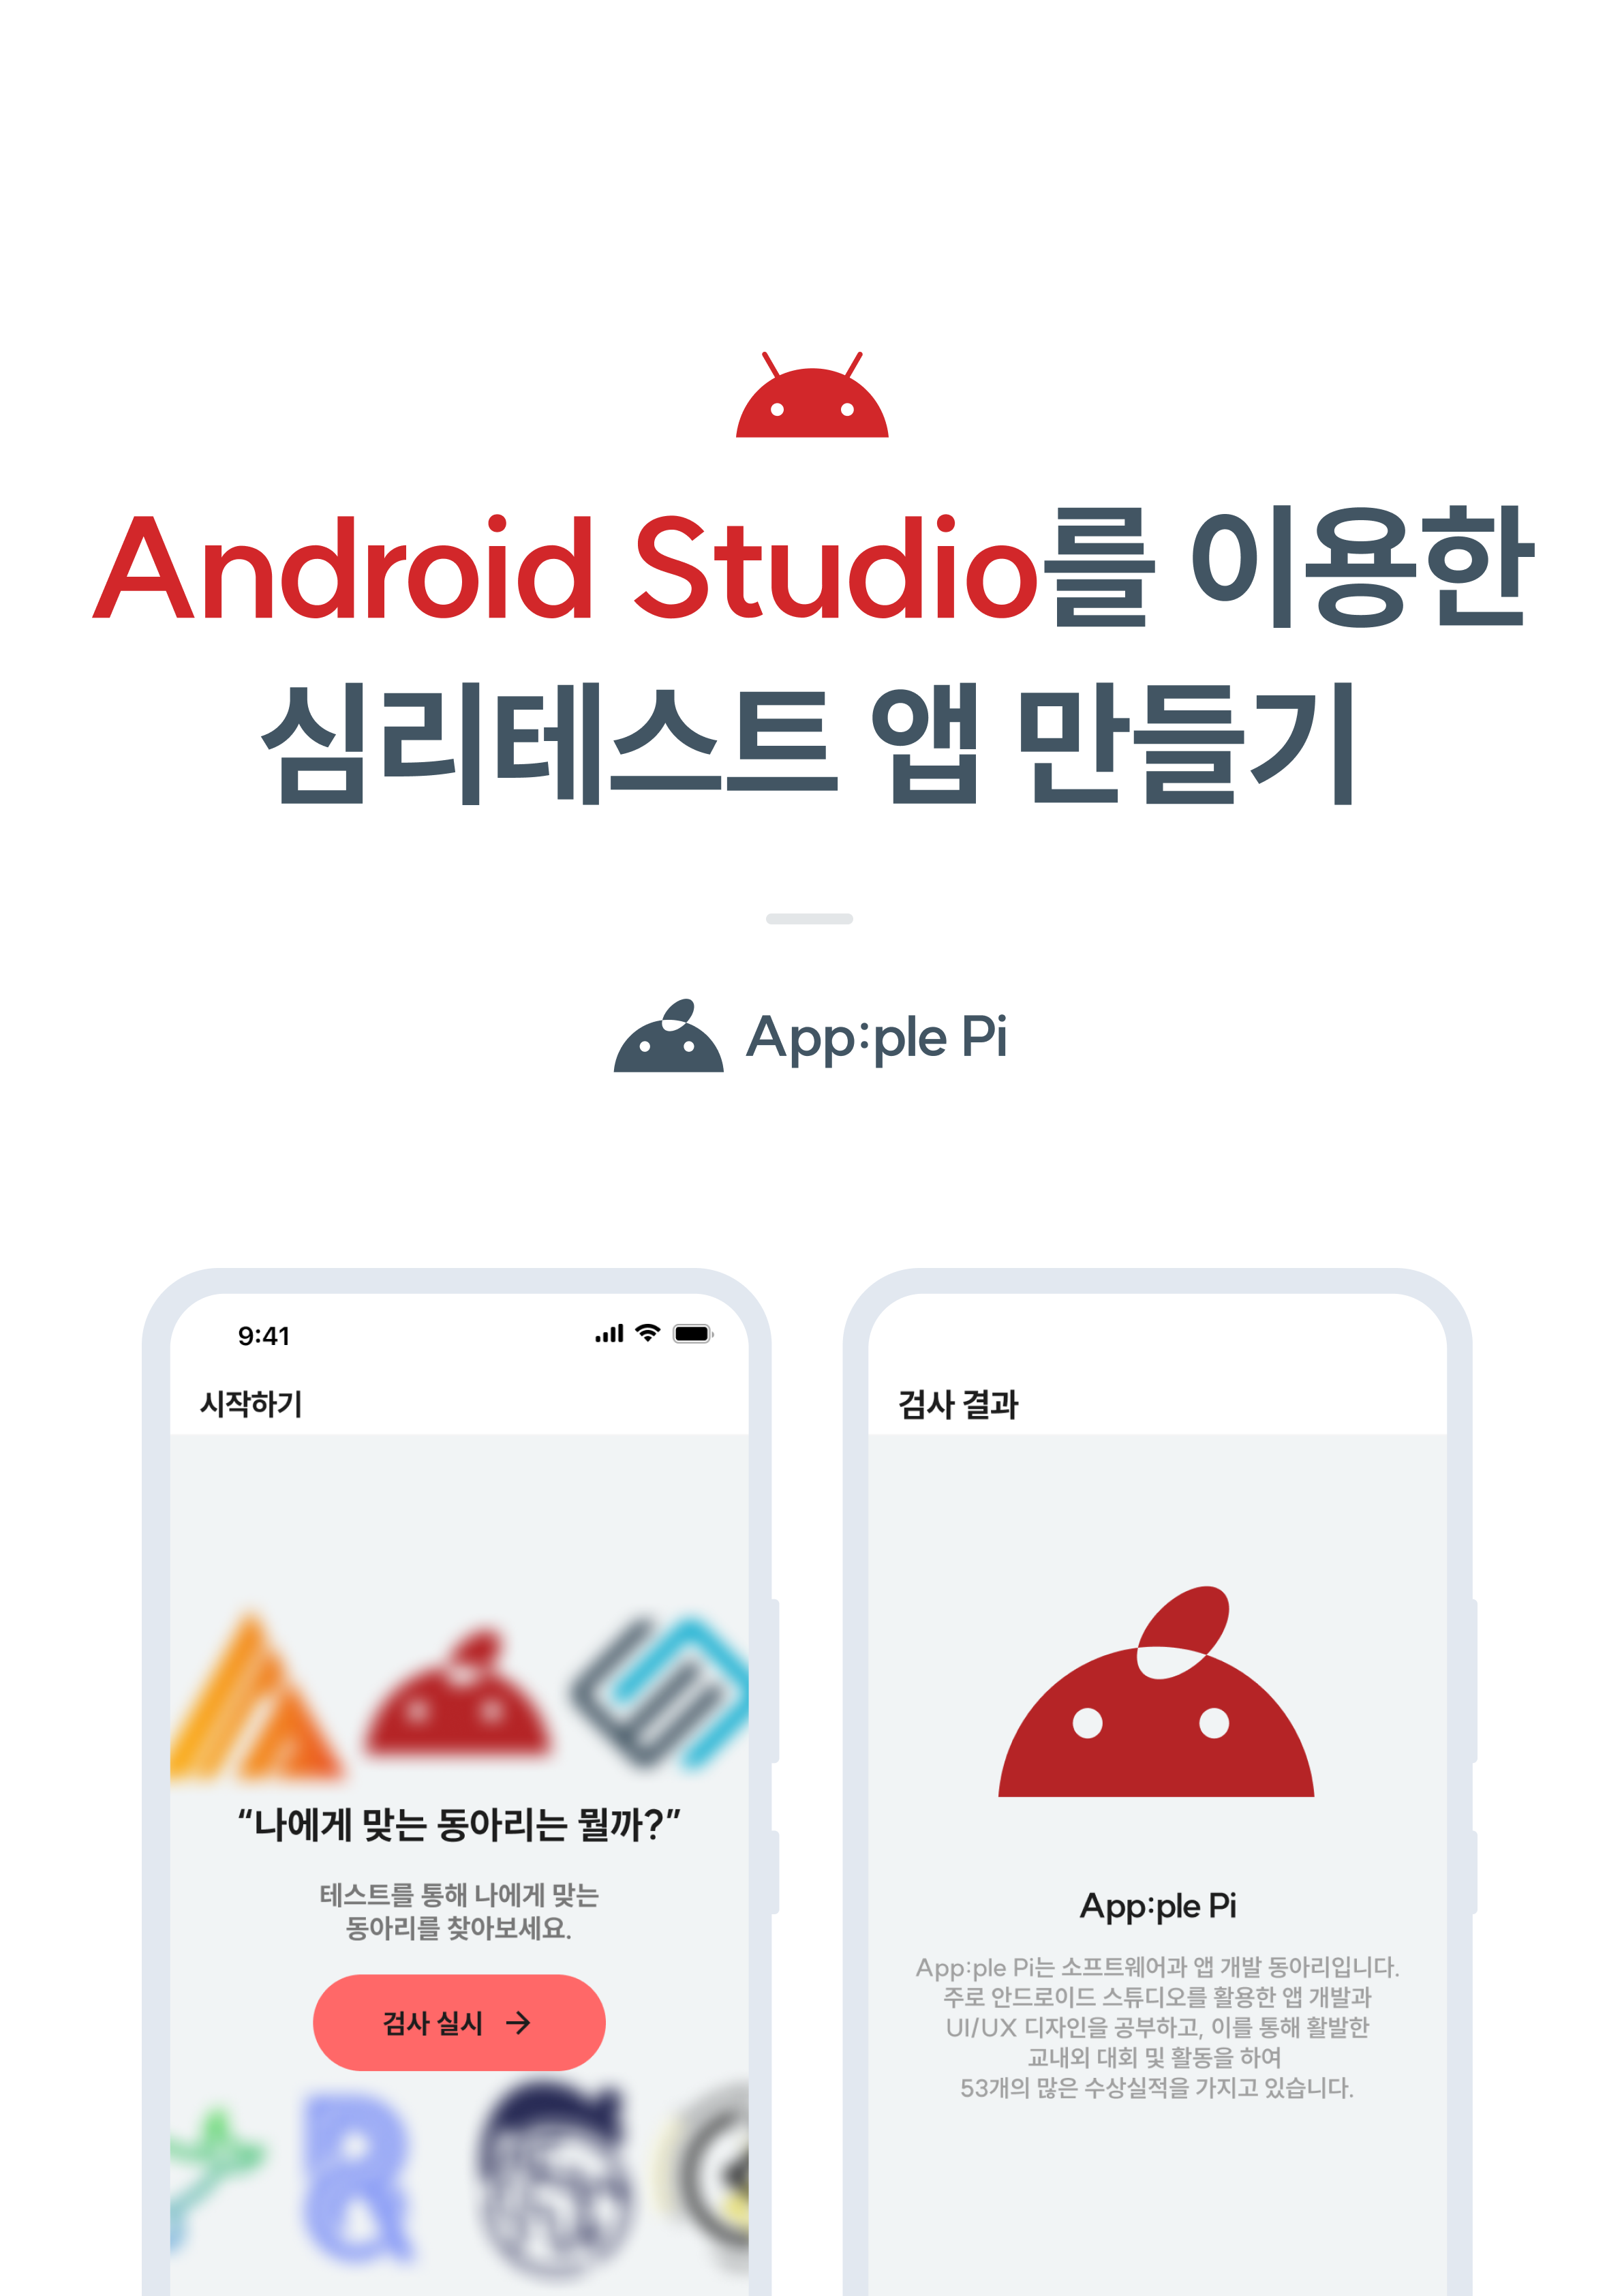 Android Studio를 이용한
심리테스트 앱 만들기
App:ple Pi
9:41
시작하기
“나에게 맞는 동아리는 뭘까?”
테스트를 통해 나에게 맞는
동아리를 찾아보세요.
검사 실시 →
검사 결과
App:ple Pi
App:ple Pi는 소프트웨어과 앱 개발 동아리입니다.
주로 안드로이드 스튜디오를 활용한 앱 개발과
UI/UX 디자인을 공부하고, 이를 통해 활발한
교내외 대회 및 활동을 하여
53개의 많은 수상실적을 가지고 있습니다.